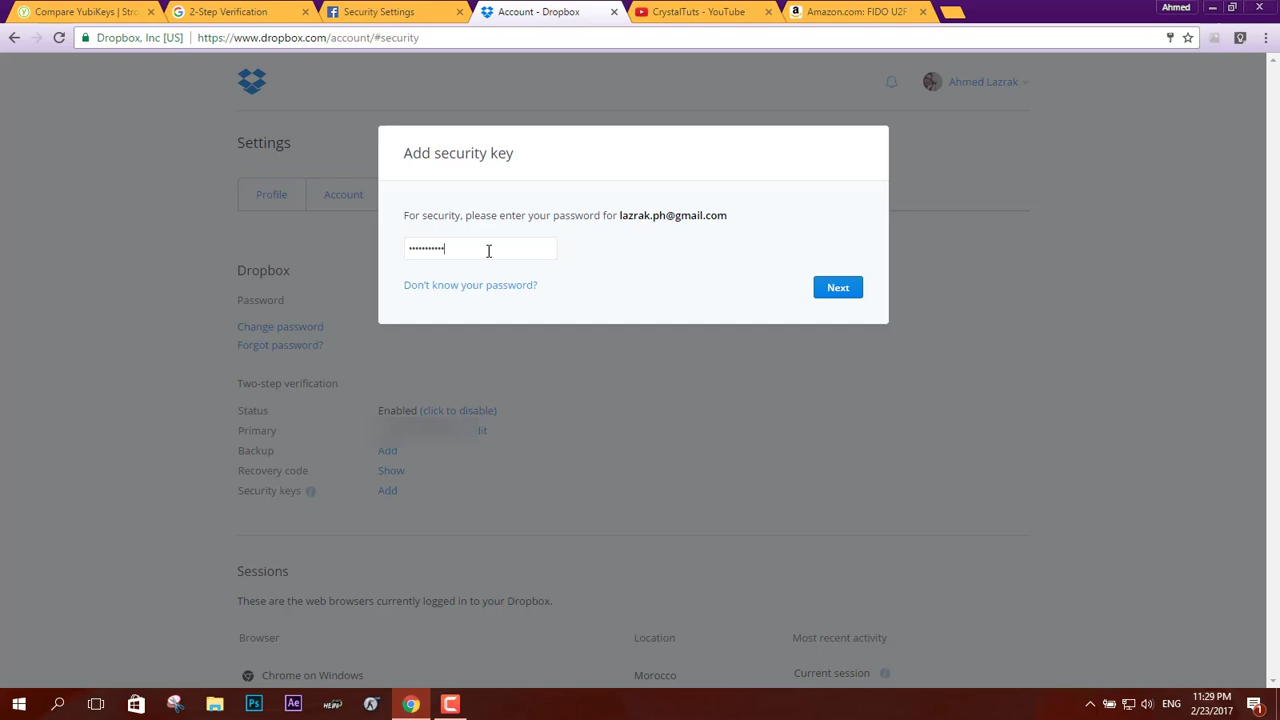 Compare YubiKeys | Stro
2-Step Verification
Security Settings
Account - Dropbox
CrystalTuts - YouTube
Amazon.com: FIDO U2F
Ahmed
Dropbox, Inc [US]
https://www.dropbox.com/account/#security
Ahmed Lazrak
Settings
Profile
Account
Add security key
For security, please enter your password for lazrak.ph@gmail.com
•••••••••••
Don't know your password?
Next
Dropbox
Password
Change password
Forgot password?
Two-step verification
Status Enabled (click to disable)
Primary dit
Backup Add
Recovery code Show
Security keys Add
Sessions
These are the web browsers currently logged in to your Dropbox.
Browser Location Most recent activity
Chrome on Windows Morocco Current session
Ps
Ae
ENG
11:29 PM
2/23/2017